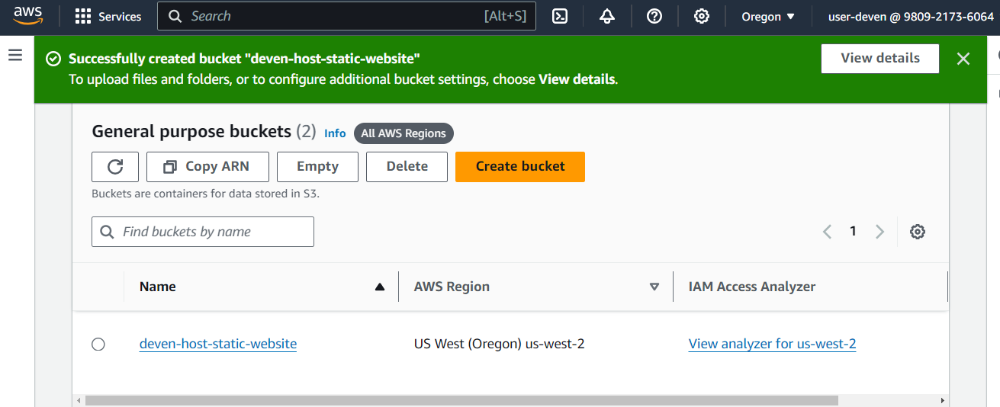 aws Services Search [Alt+S] Oregon user-deven @ 9809-2173-6064
Successfully created bucket "deven-host-static-website"
To upload files and folders, or to configure additional bucket settings, choose View details.
View details
General purpose buckets (2) Info All AWS Regions
Copy ARN Empty Delete Create bucket
Buckets are containers for data stored in S3.
Find buckets by name 1
Name AWS Region IAM Access Analyzer
deven-host-static-website US West (Oregon) us-west-2 View analyzer for us-west-2